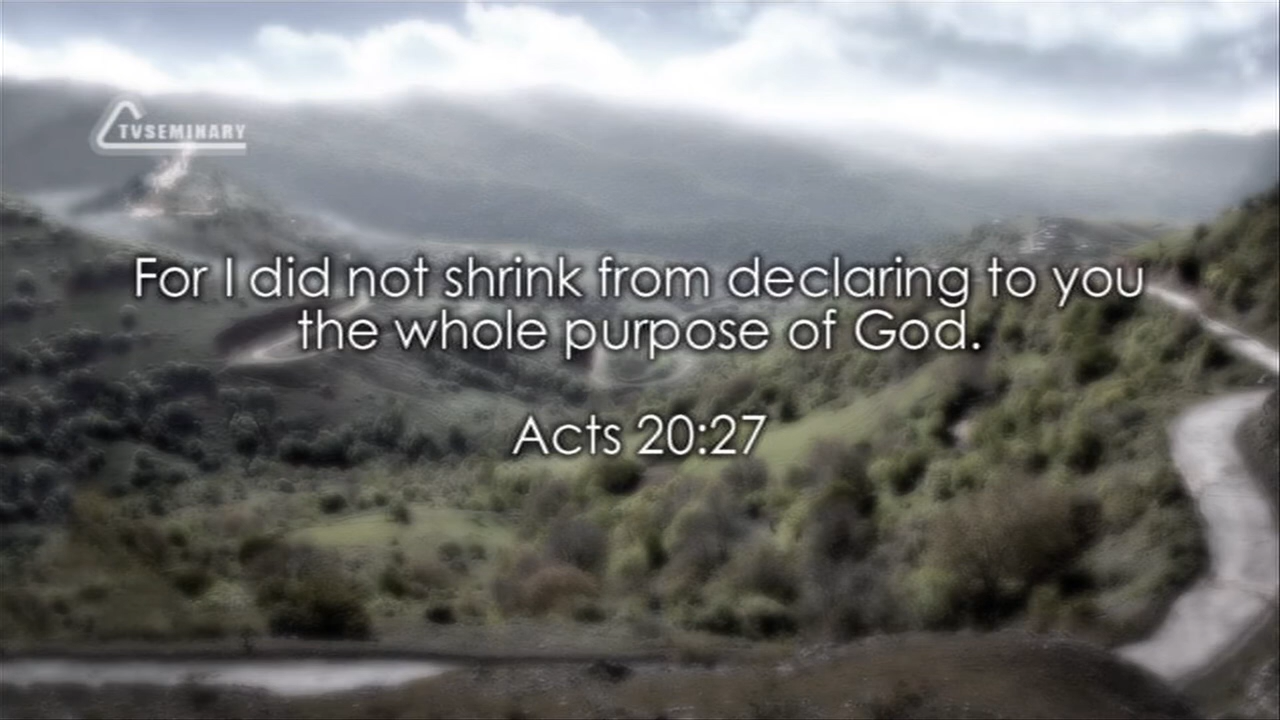 TVSEMINARY
For I did not shrink from declaring to you
the whole purpose of God.
Acts 20:27